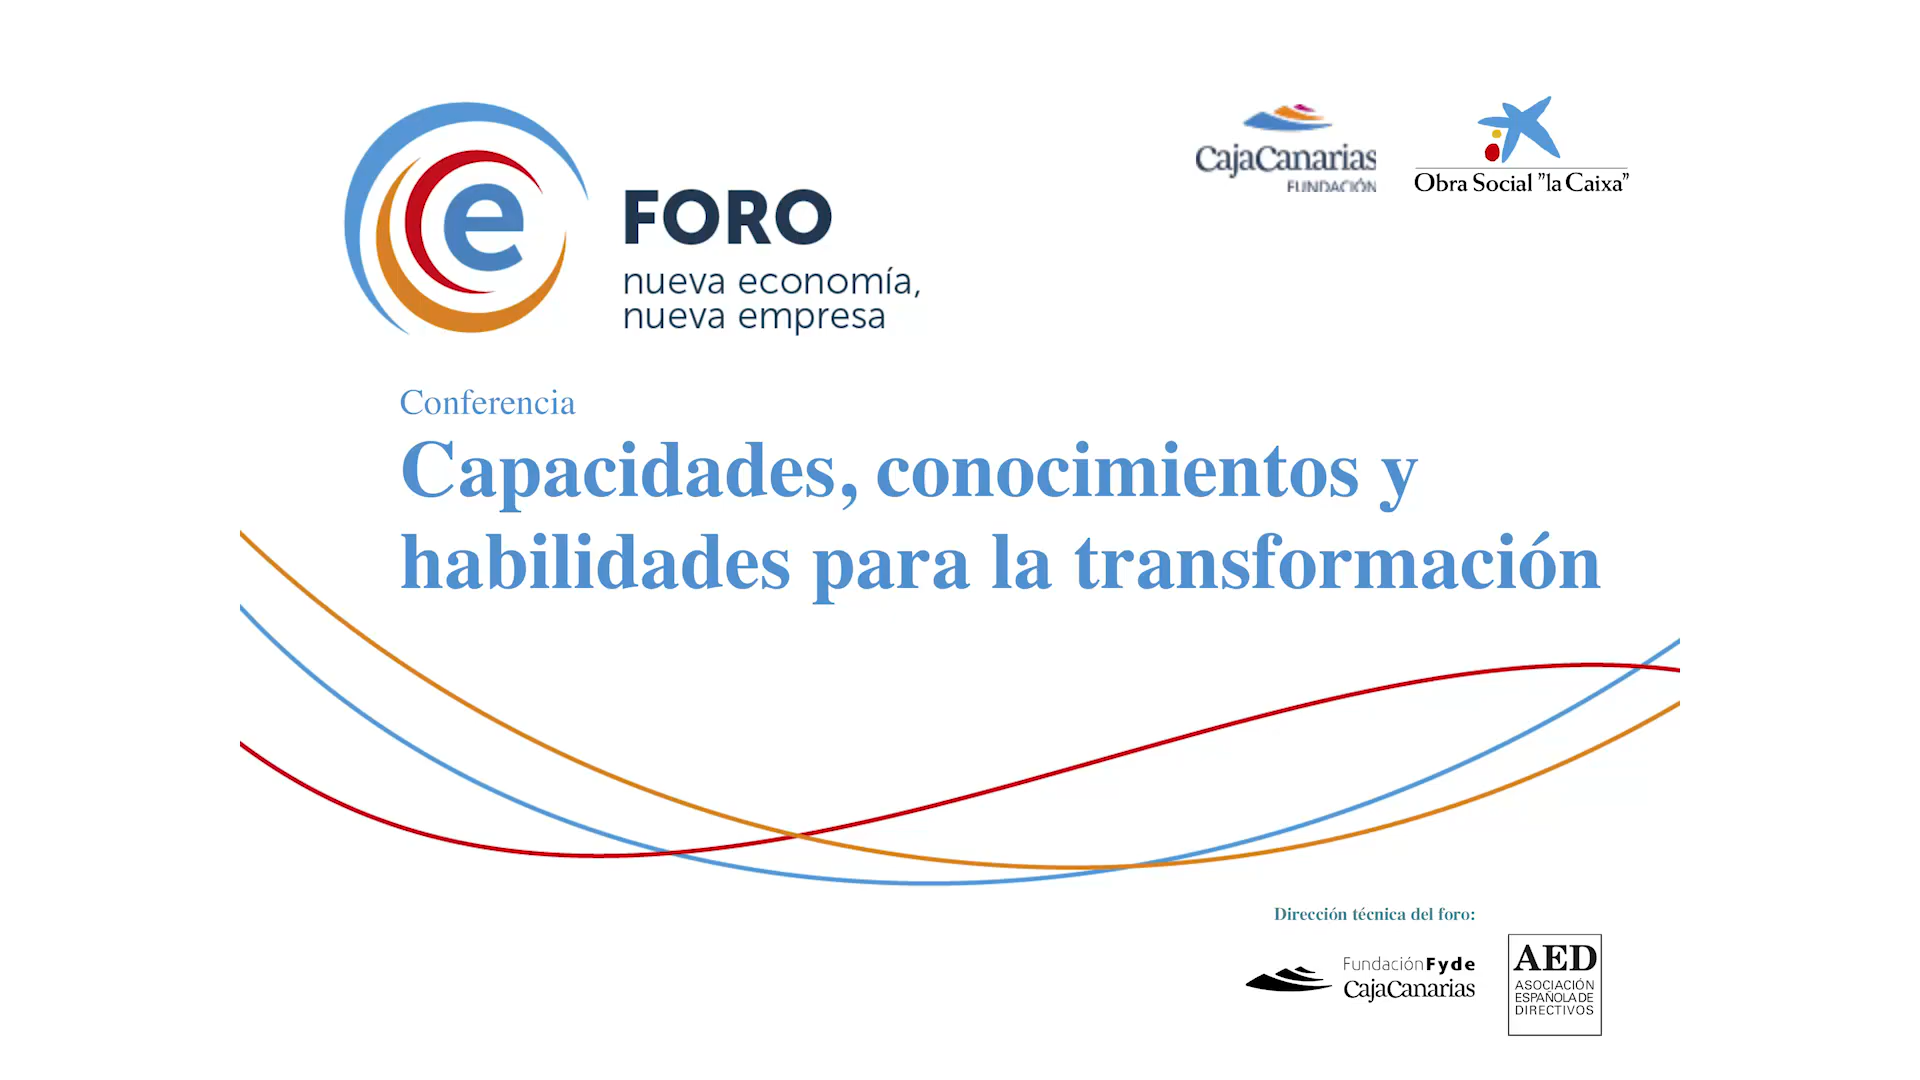 e
FORO
nueva economía,
nueva empresa
CajaCanarias
FUNDACIÓN
Obra Social "la Caixa"
Conferencia
Capacidades, conocimientos y
habilidades para la transformación
Dirección técnica del foro:
Fundación Fyde
CajaCanarias
AED
ASOCIACIÓN
ESPAÑOLA DE
DIRECTIVOS